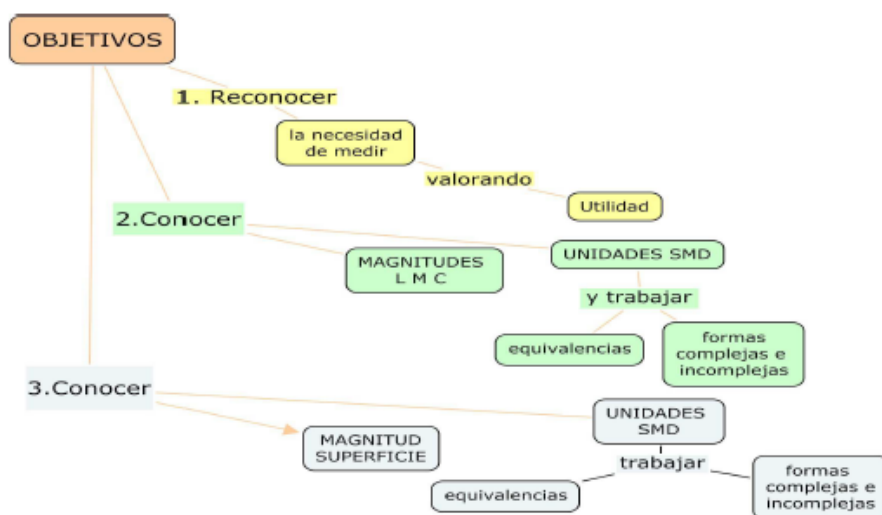 OBJETIVOS
1. Reconocer
la necesidad
de medir
valorando
Utilidad
2.Conocer
MAGNITUDES
L M C
UNIDADES SMD
y trabajar
equivalencias
formas
complejas e
incomplejas
3.Conocer
MAGNITUD
SUPERFICIE
UNIDADES
SMD
trabajar
equivalencias
formas
complejas e
incomplejas